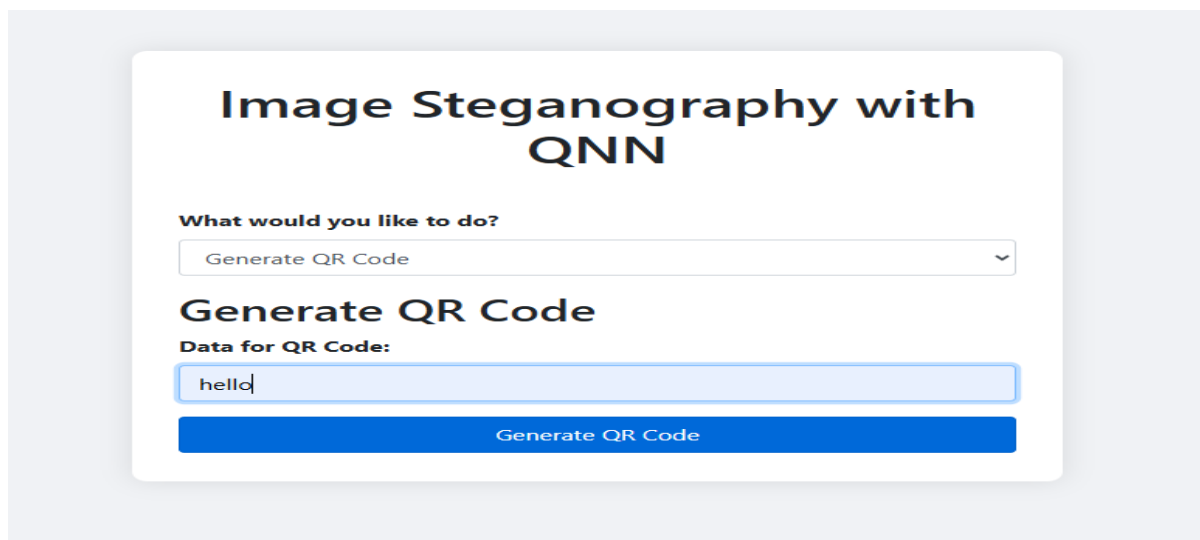 Image Steganography with
QNN
What would you like to do?
Generate QR Code
Generate QR Code
Data for QR Code:
hello
Generate QR Code